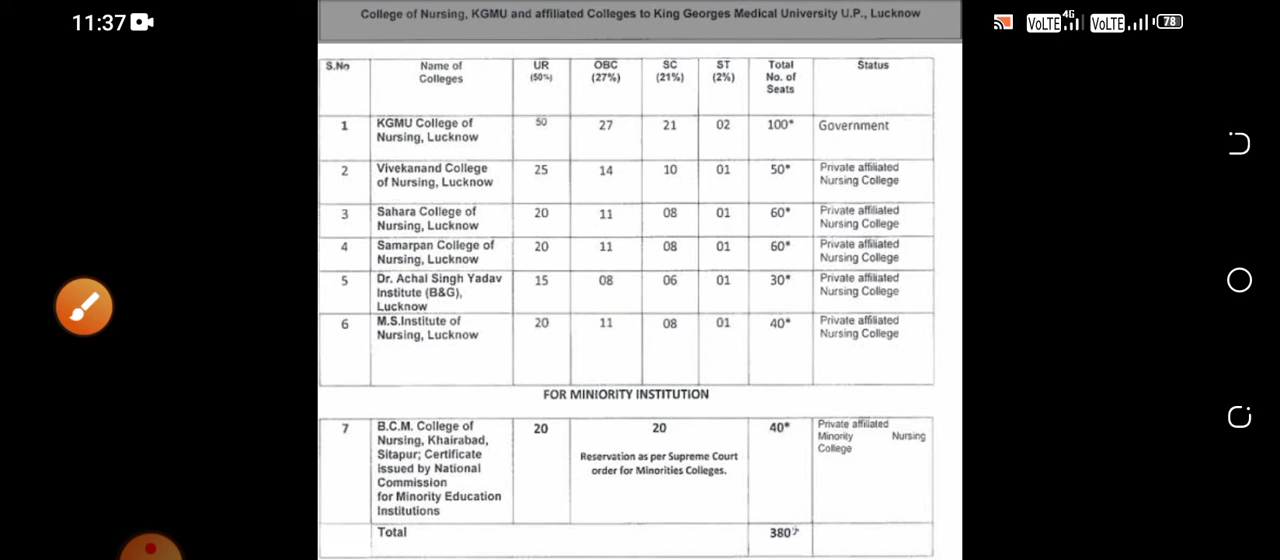 11:37
VoLTE 4G VoLTE 78
College of Nursing, KGMU and affiliated Colleges to King Georges Medical University U.P., Lucknow
S.No Name of Colleges UR (50%) OBC (27%) SC (21%) ST (2%) Total No. of Seats Status
1 KGMU College of Nursing, Lucknow 50 27 21 02 100* Government
2 Vivekanand College of Nursing, Lucknow 25 14 10 01 50* Private affiliated Nursing College
3 Sahara College of Nursing, Lucknow 20 11 08 01 60* Private affiliated Nursing College
4 Samarpan College of Nursing, Lucknow 20 11 08 01 60* Private affiliated Nursing College
5 Dr. Achal Singh Yadav Institute (B&G), Lucknow 15 08 06 01 30* Private affiliated Nursing College
6 M.S.Institute of Nursing, Lucknow 20 11 08 01 40* Private affiliated Nursing College
FOR MINIORITY INSTITUTION
7 B.C.M. College of Nursing, Khairabad, Sitapur; Certificate issued by National Commission for Minority Education Institutions 20 20 Reservation as per Supreme Court order for Minorities Colleges. 40* Private affiliated Minority Nursing College
Total 380*